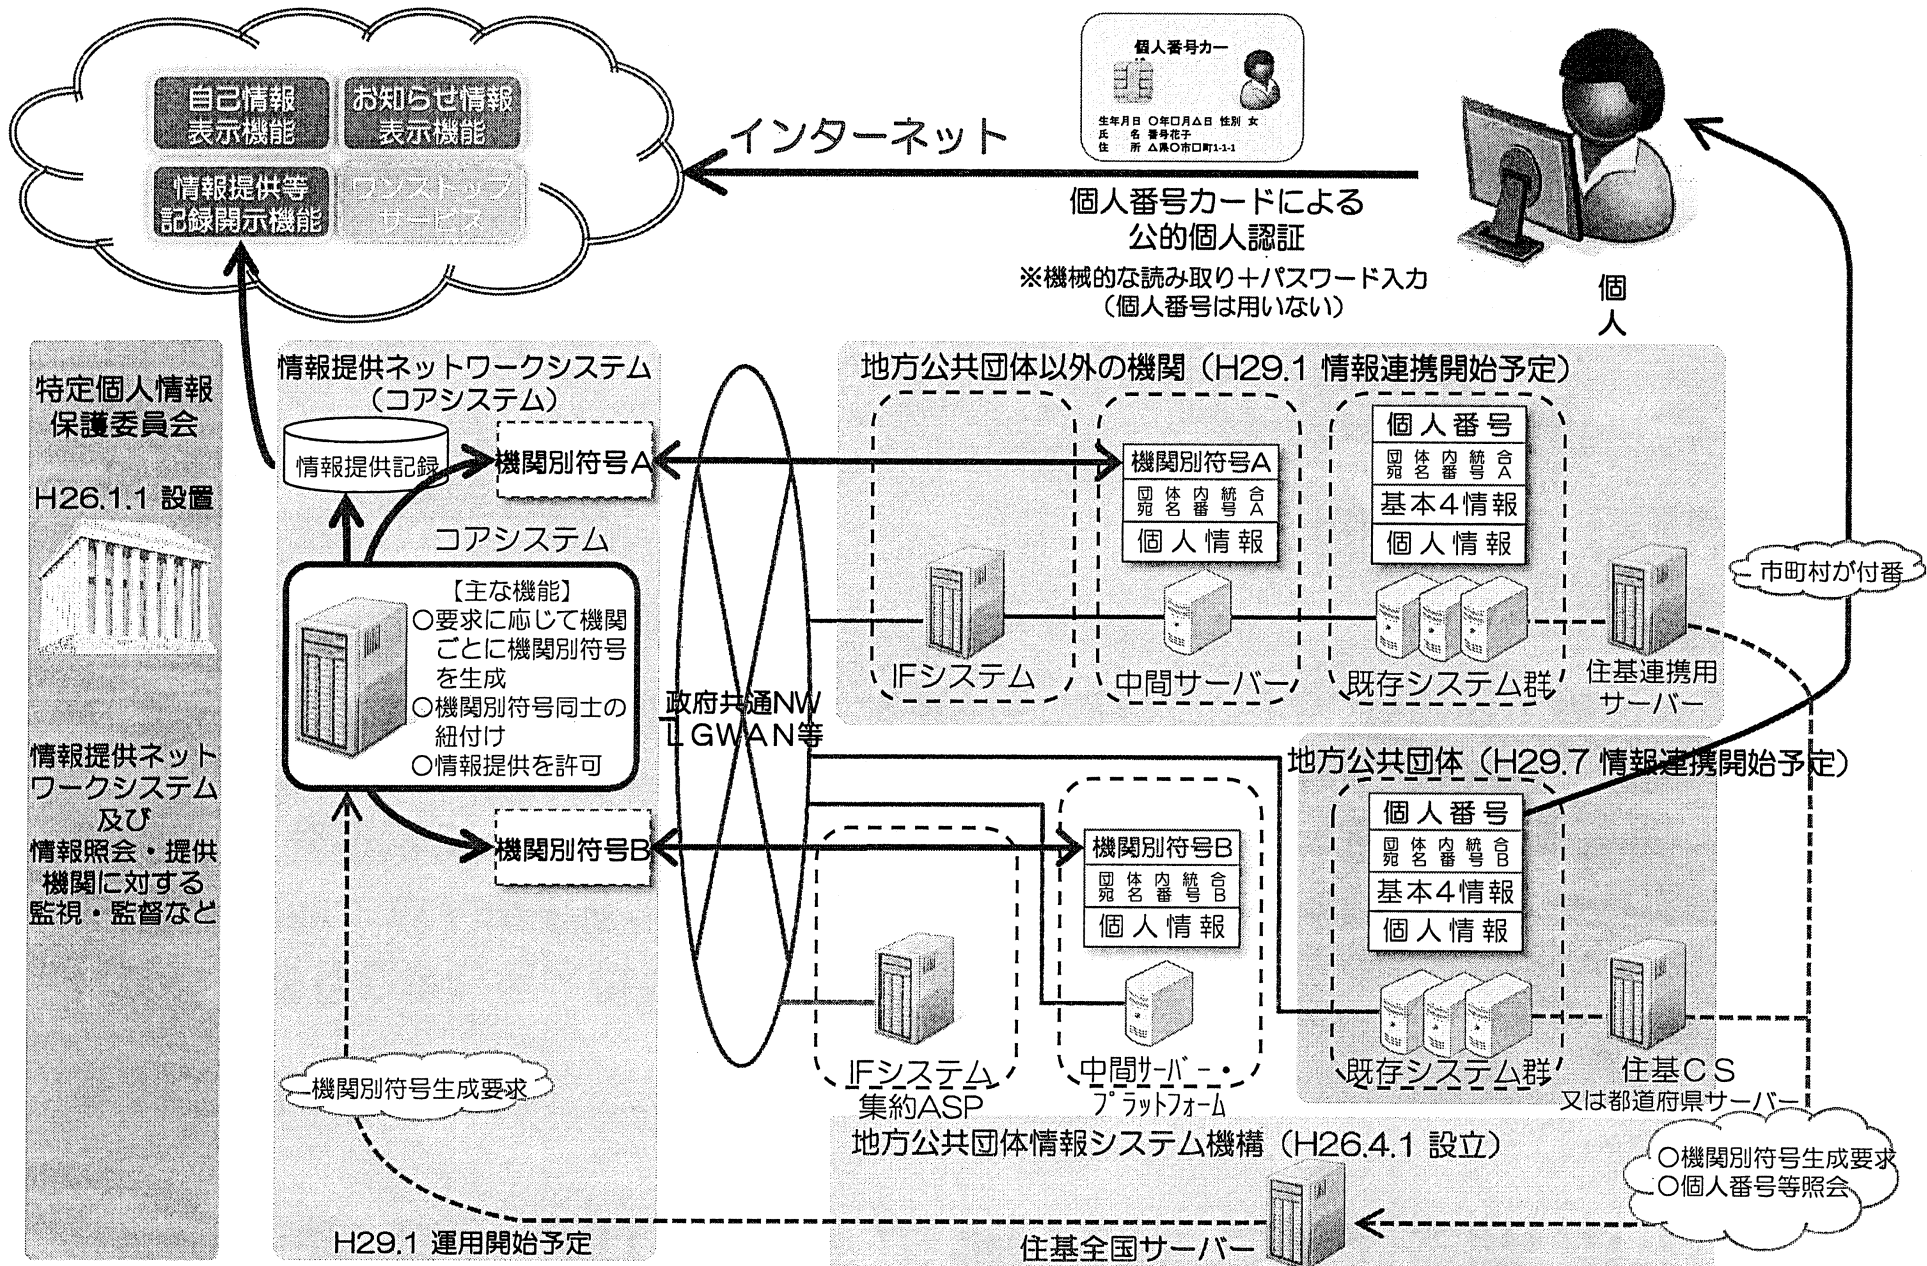 自己情報
表示機能
お知らせ情報
表示機能
情報提供等
記録開示機能
ワンストップ
サービス
インターネット
個人番号カー
生年月日 〇年□月△日 性別 女
氏 名 番号花子
住 所 △県〇市□町1-1-1
個人番号カードによる
公的個人認証
※機械的な読み取り＋パスワード入力
（個人番号は用いない）
個
人
特定個人情報
保護委員会
H26.1.1 設置
情報提供ネット
ワークシステム
及び
情報照会・提供
機関に対する
監視・監督など
情報提供ネットワークシステム
（コアシステム）
情報提供記録
機関別符号A
コアシステム
【主な機能】
〇要求に応じて機関
ごとに機関別符号
を生成
〇機関別符号同士の
紐付け
〇情報提供を許可
機関別符号B
機関別符号生成要求
H29.1 運用開始予定
政府共通NW
LGWAN等
地方公共団体以外の機関（H29.1 情報連携開始予定）
IFシステム
機関別符号A
団体内統合
宛名番号A
個人情報
中間サーバー
個人番号
団体内統合
宛名番号A
基本4情報
個人情報
既存システム群
住基連携用
サーバー
市町村が付番
地方公共団体（H29.7 情報連携開始予定）
機関別符号B
団体内統合
宛名番号B
個人情報
個人番号
団体内統合
宛名番号B
基本4情報
個人情報
IFシステム
集約ASP
中間サーバー・
プラットフォーム
既存システム群
住基CS
又は都道府県サーバー
地方公共団体情報システム機構（H26.4.1 設立）
〇機関別符号生成要求
〇個人番号等照会
住基全国サーバー